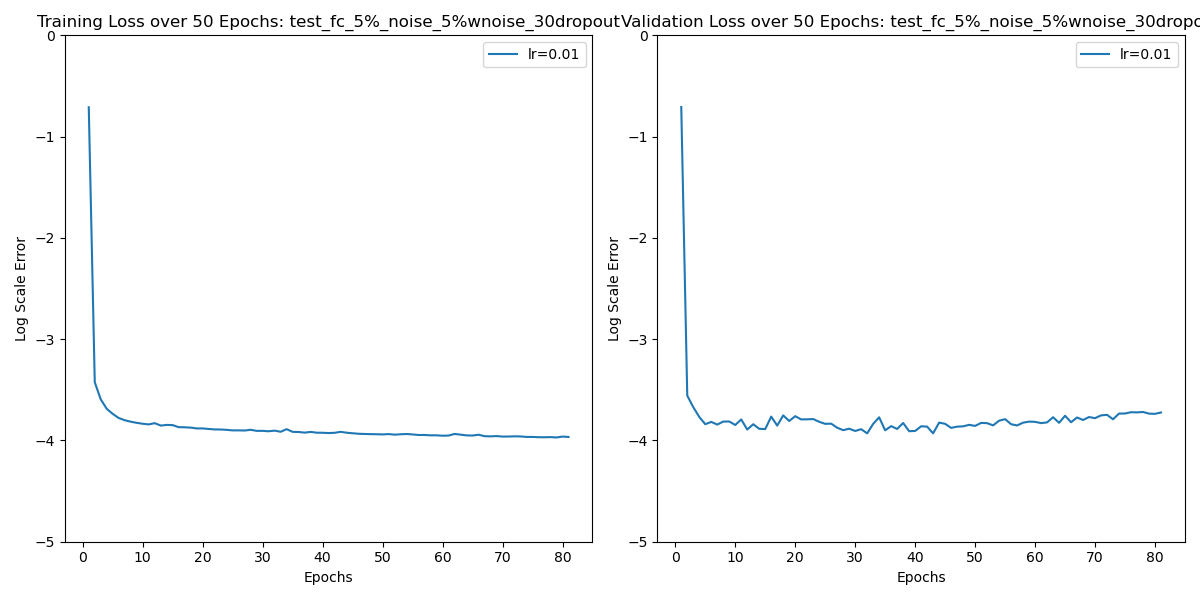 Training Loss over 50 Epochs: test_fc_5%_noise_5%wnoise_30dropout
lr=0.01
0
−1
−2
−3
−4
−5
Log Scale Error
0 10 20 30 40 50 60 70 80
Epochs
Validation Loss over 50 Epochs: test_fc_5%_noise_5%wnoise_30dropo
lr=0.01
0
−1
−2
−3
−4
−5
Log Scale Error
0 10 20 30 40 50 60 70 80
Epochs